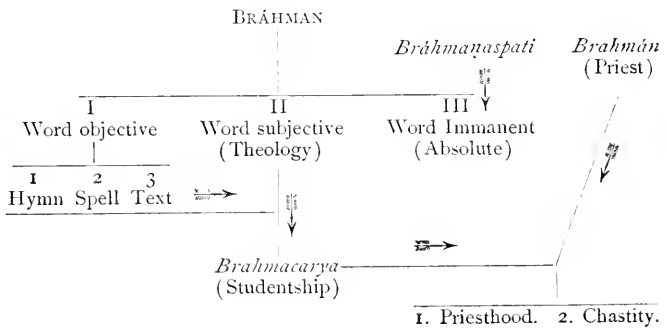 BRÁHMAN
Bráhmaṇaspati Brahmán
(Priest)
I II III
Word objective Word subjective Word Immanent
(Theology) (Absolute)
1 2 3
Hymn Spell Text
Brahmacarya
(Studentship)
1. Priesthood. 2. Chastity.